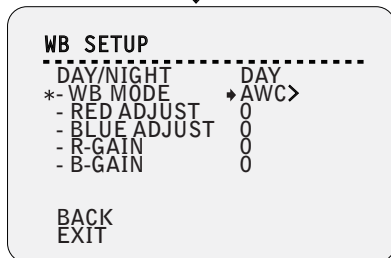 WB SETUP
DAY/NIGHT DAY
*- WB MODE AWC>
- RED ADJUST 0
- BLUE ADJUST 0
- R-GAIN 0
- B-GAIN 0
BACK
EXIT